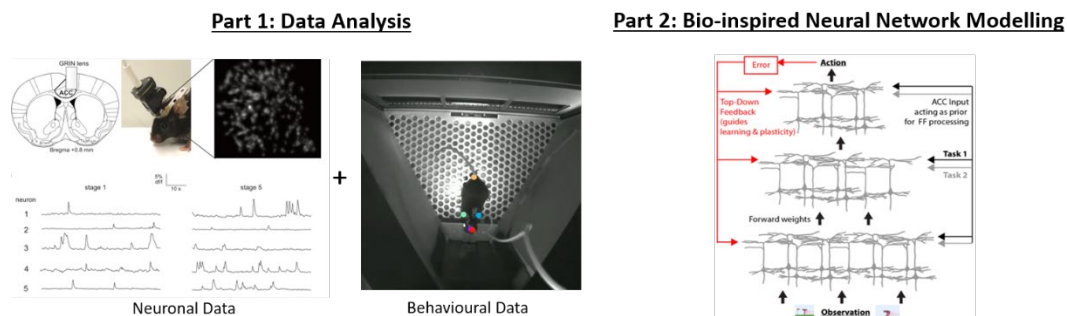 Part 1: Data Analysis
Part 2: Bio-inspired Neural Network Modelling
GRIN lens
ACC
Bregma +0.8 mm
stage 1
10 s
stage 5
neuron
1
2
3
4
5
+
Neuronal Data
Behavioural Data
Error
Action
Top-Down
Feedback
(guides
learning & plasticity)
ACC Input
acting as prior
for FF processing
Task 1
Task 2
Forward weights
Observation